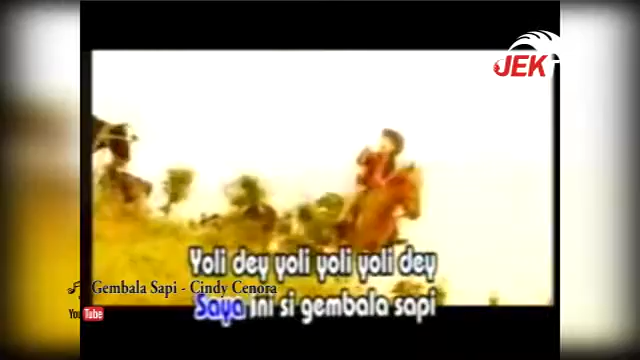 JEK
Yoli dey yoli yoli yoli dey
Gembala Sapi - Cindy Cenora
Saya ini si gembala sapi
YouTube